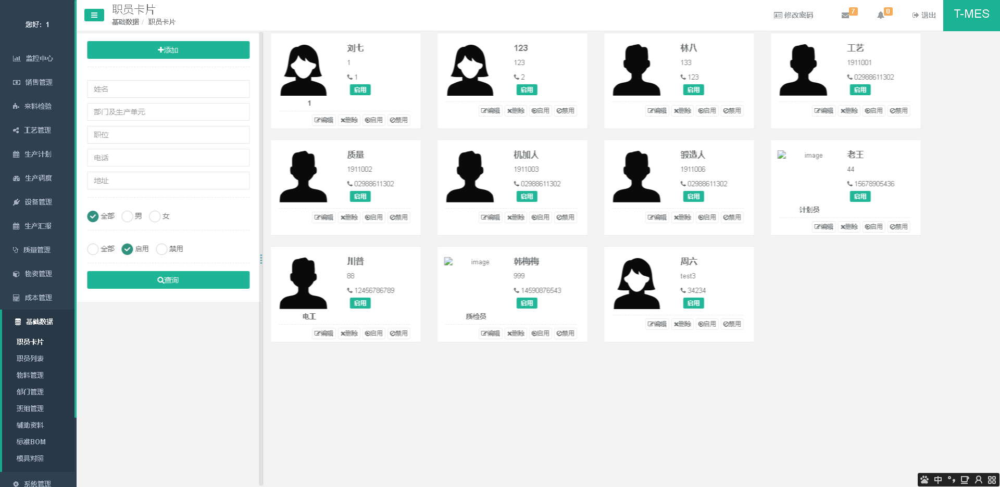 您好：1
监控中心
销售管理
来料检验
工艺管理
生产计划
生产调度
设备管理
生产汇报
质量管理
物资管理
成本管理
基础数据
职员卡片
职员列表
物料管理
部门管理
班组管理
辅助资料
标准BOM
模具对照
系统管理
职员卡片
基础数据 / 职员卡片
修改密码
7
0
退出
T-MES
添加
姓名
部门及生产单元
职位
电话
地址
全部 男 女
全部 启用 禁用
查询
刘七
1
1
启用
1
编辑 删除 启用 禁用
123
123
2
启用
编辑 删除 启用 禁用
林八
133
123
启用
编辑 删除 启用 禁用
工艺
1911001
02988611302
启用
编辑 删除 启用 禁用
质量
1911002
02988611302
启用
编辑 删除 启用 禁用
机加人
1911003
02988611302
启用
编辑 删除 启用 禁用
锻造人
1911006
02988611302
启用
编辑 删除 启用 禁用
image
老王
44
15678905436
启用
计划员
编辑 删除 启用 禁用
川普
88
12456786789
启用
电工
编辑 删除 启用 禁用
image
韩梅梅
999
14590876543
启用
质检员
编辑 删除 启用 禁用
周六
test3
34234
启用
编辑 删除 启用 禁用
中